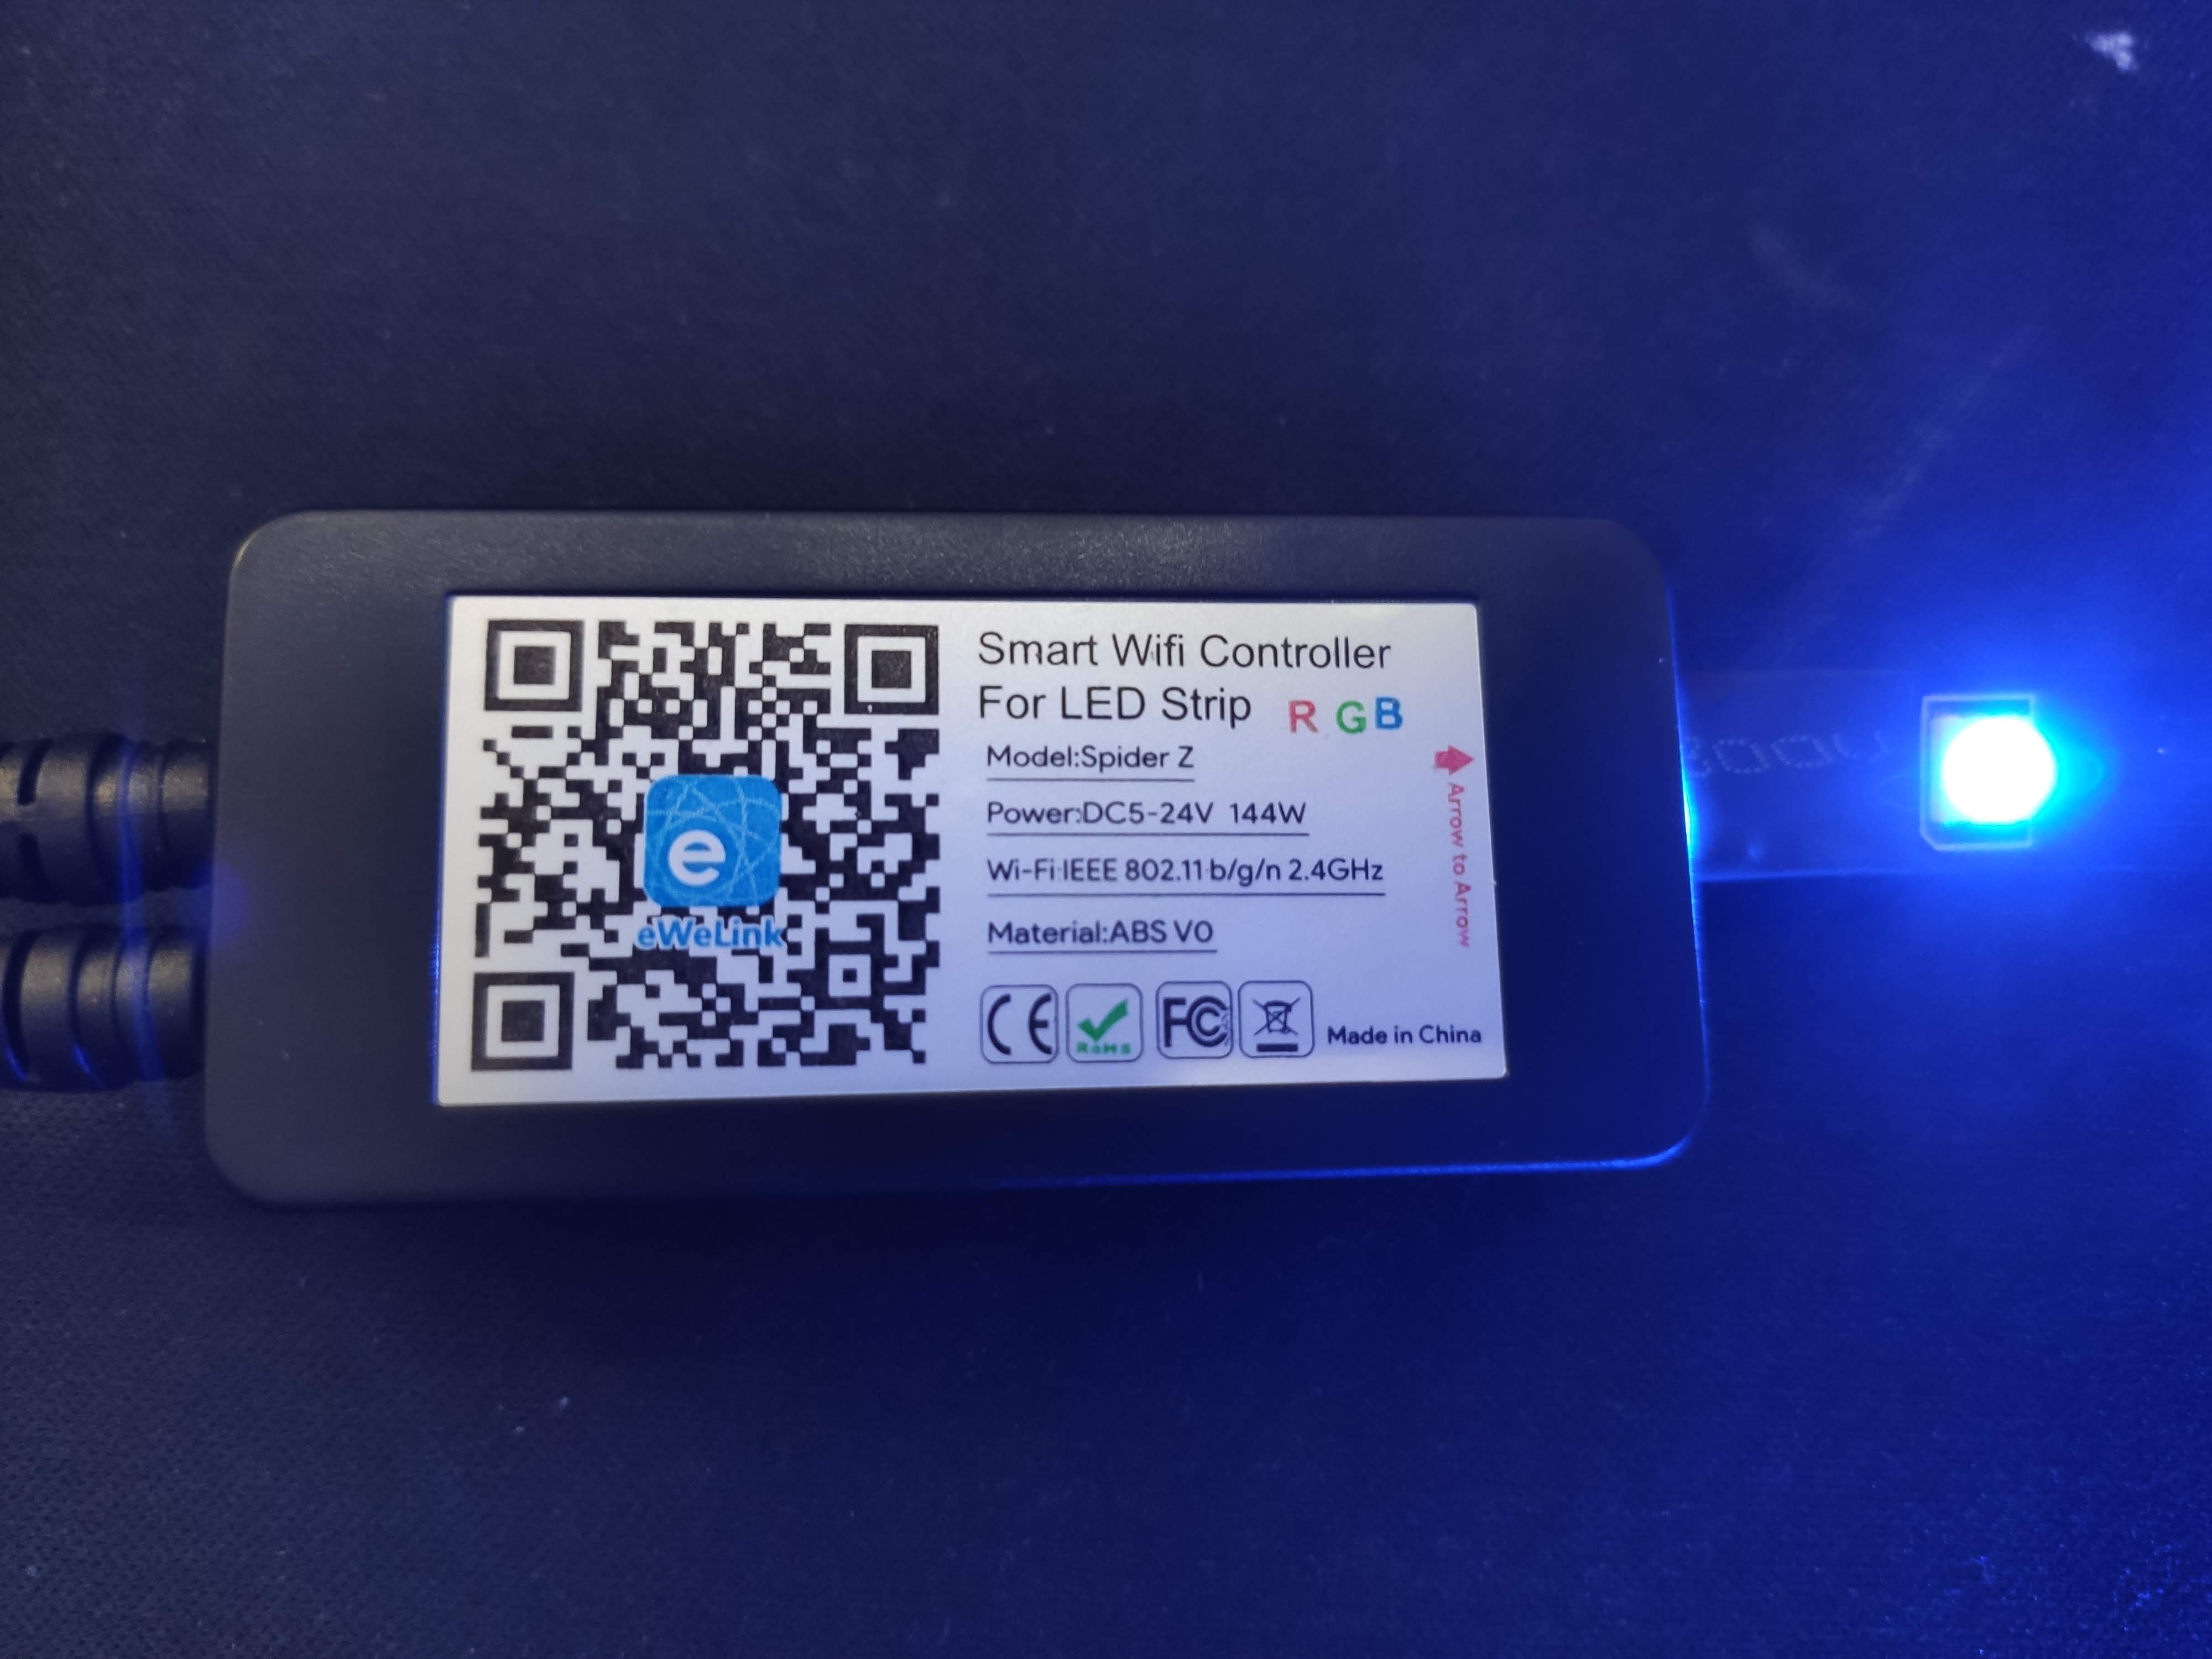 Smart Wifi Controller
For LED Strip R G B
Model:Spider Z
Power:DC5-24V 144W
Wi-Fi:IEEE 802.11 b/g/n 2.4GHz
Material:ABS V0
Arrow to Arrow
e
eWeLink
CE
RoHS
FC
Made in China